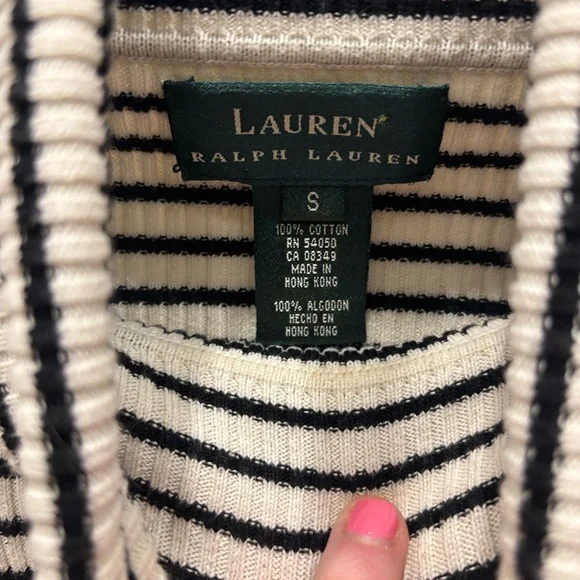 LAUREN
RALPH LAUREN
S
100% COTTON
RN 54050
CA 08349
MADE IN
HONG KONG
100% ALGODON
HECHO EN
HONG KONG